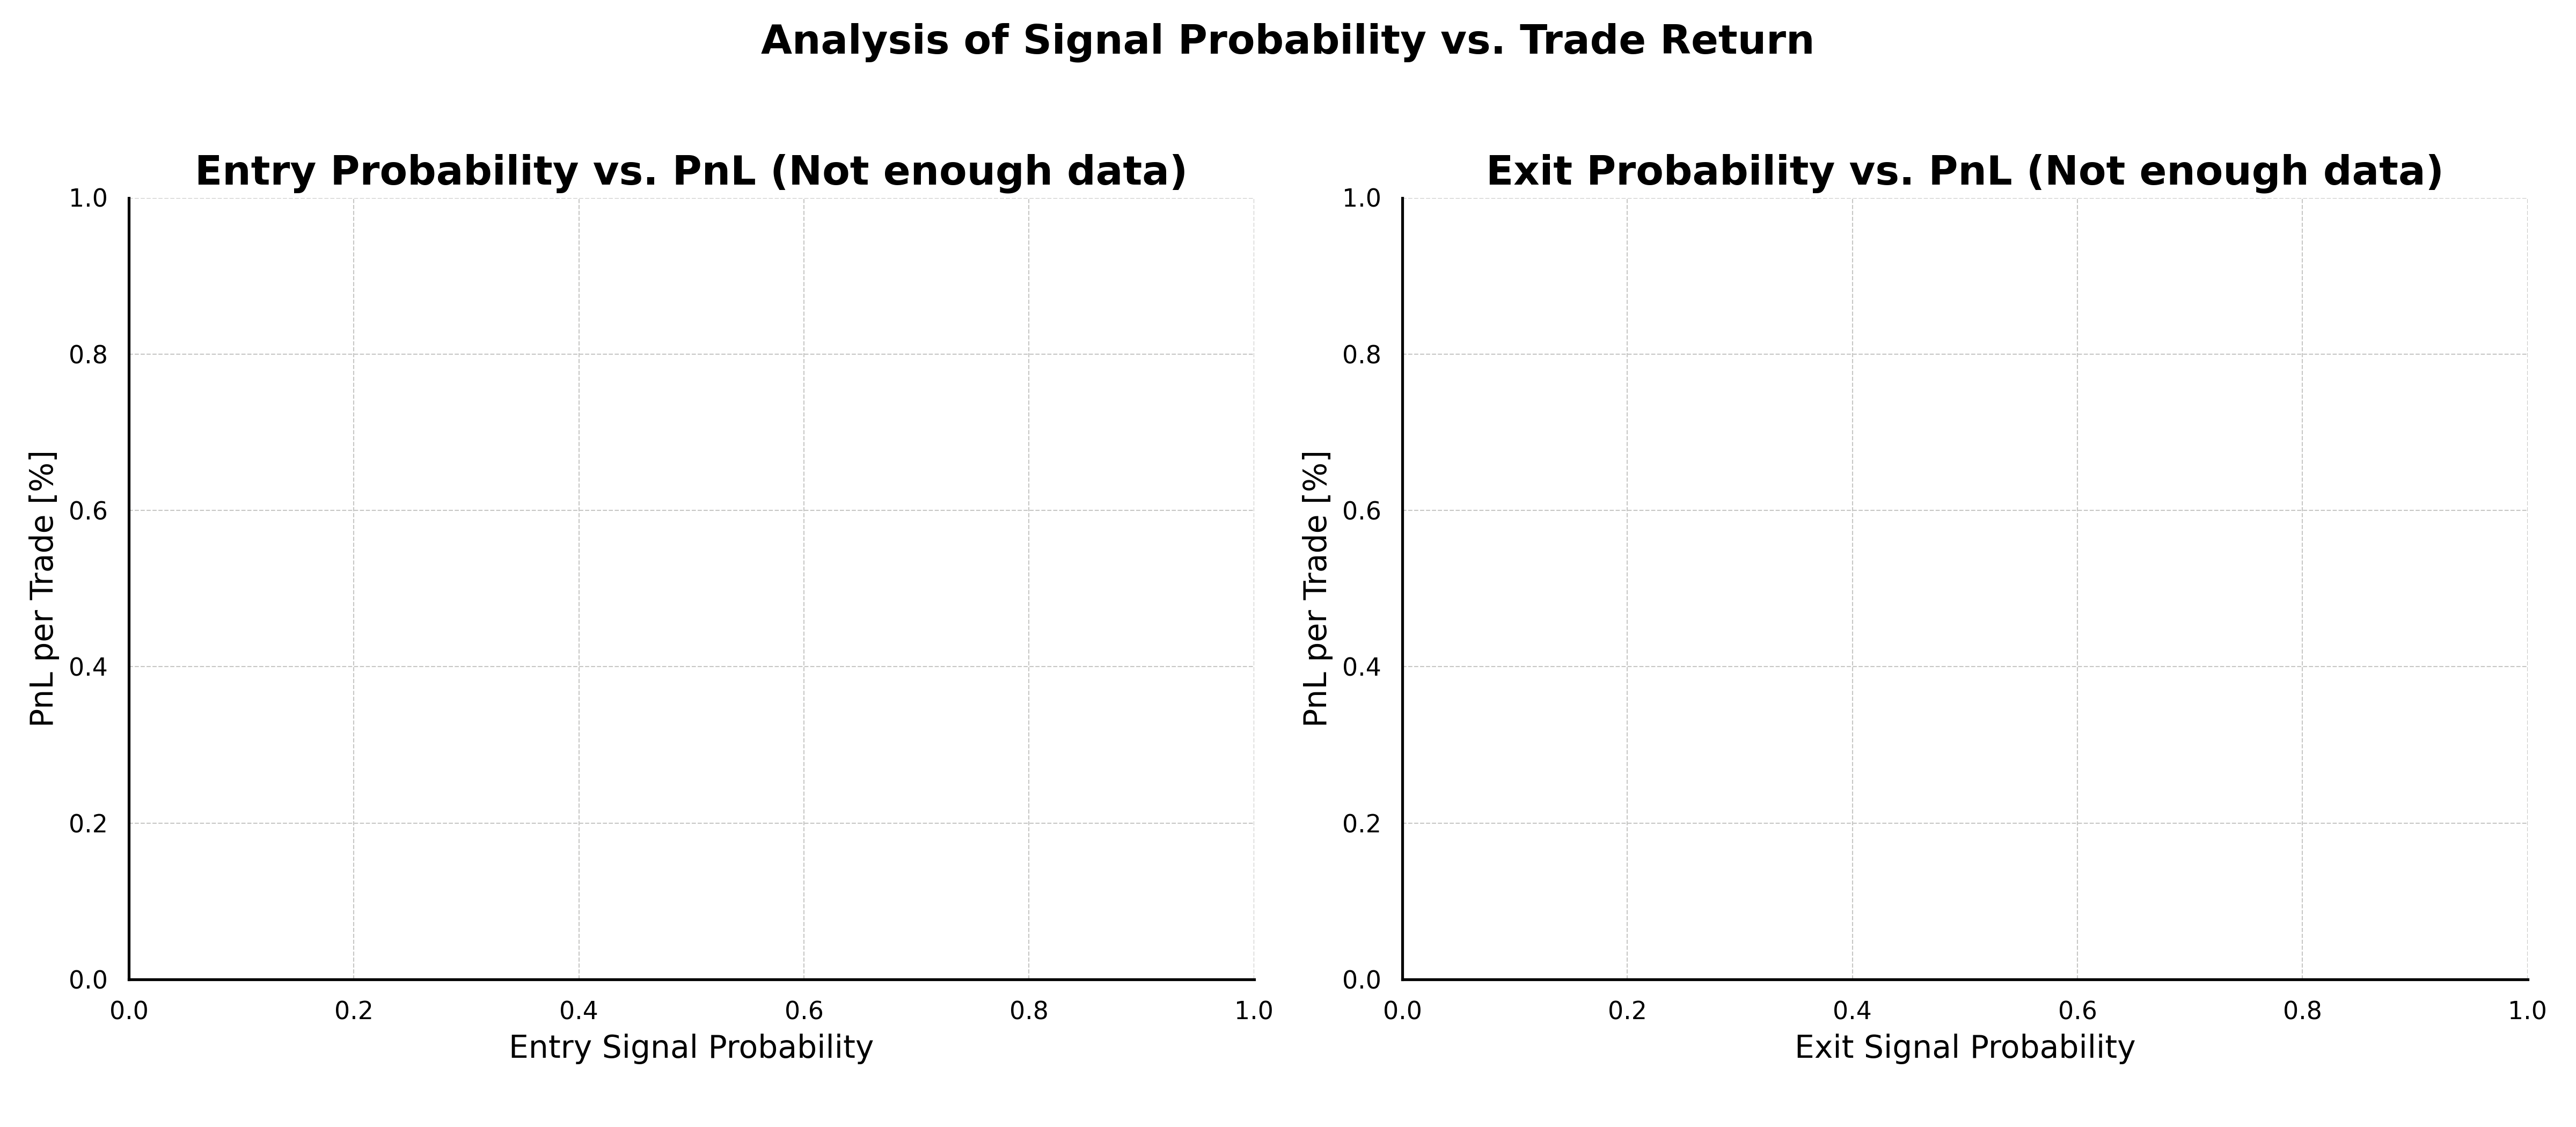 Analysis of Signal Probability vs. Trade Return
Entry Probability vs. PnL (Not enough data)
PnL per Trade [%]
1.0
0.8
0.6
0.4
0.2
0.0
0.0 0.2 0.4 0.6 0.8 1.0
Entry Signal Probability
Exit Probability vs. PnL (Not enough data)
PnL per Trade [%]
1.0
0.8
0.6
0.4
0.2
0.0
0.0 0.2 0.4 0.6 0.8 1.0
Exit Signal Probability